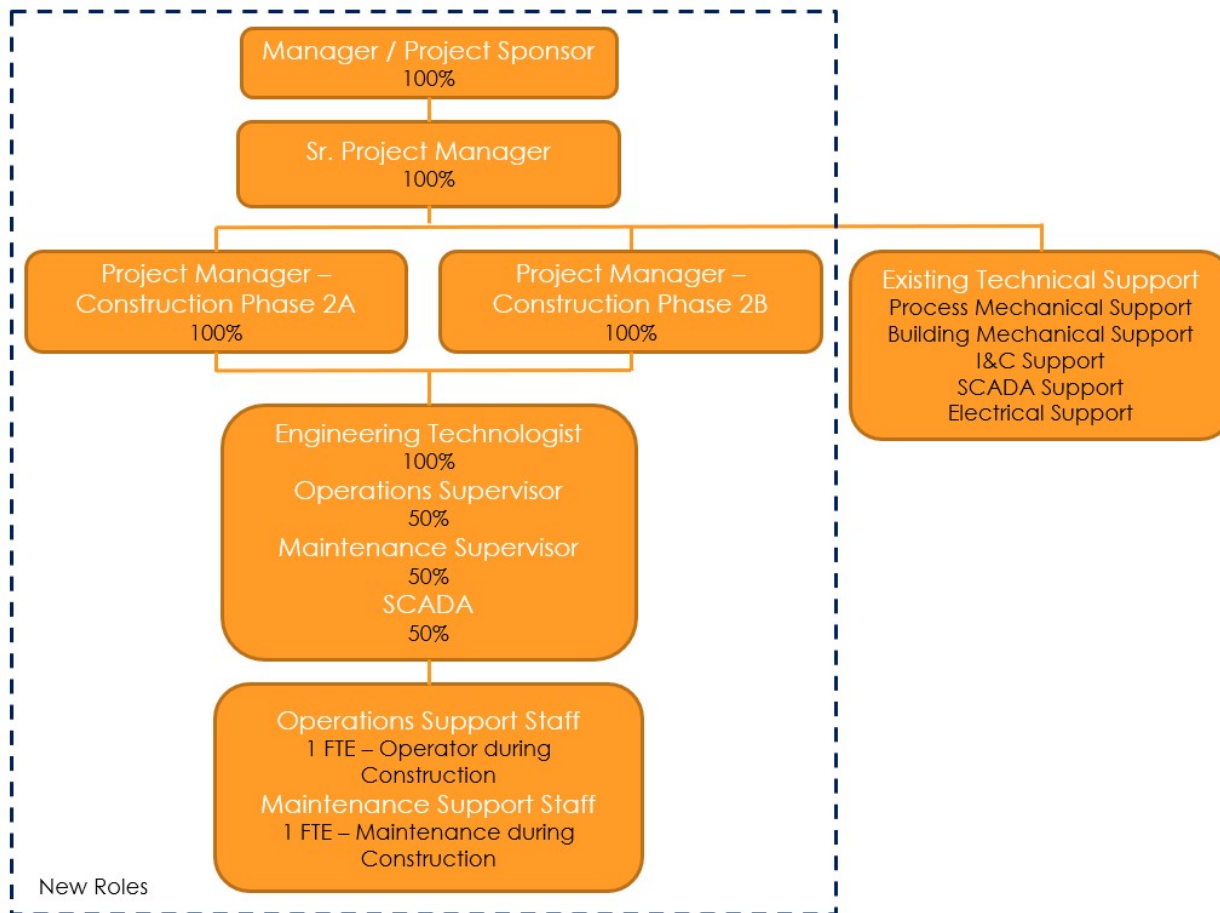 Manager / Project Sponsor
100%
Sr. Project Manager
100%
Project Manager –
Construction Phase 2A
100%
Project Manager –
Construction Phase 2B
100%
Existing Technical Support
Process Mechanical Support
Building Mechanical Support
I&C Support
SCADA Support
Electrical Support
Engineering Technologist
100%
Operations Supervisor
50%
Maintenance Supervisor
50%
SCADA
50%
Operations Support Staff
1 FTE – Operator during
Construction
Maintenance Support Staff
1 FTE – Maintenance during
Construction
New Roles